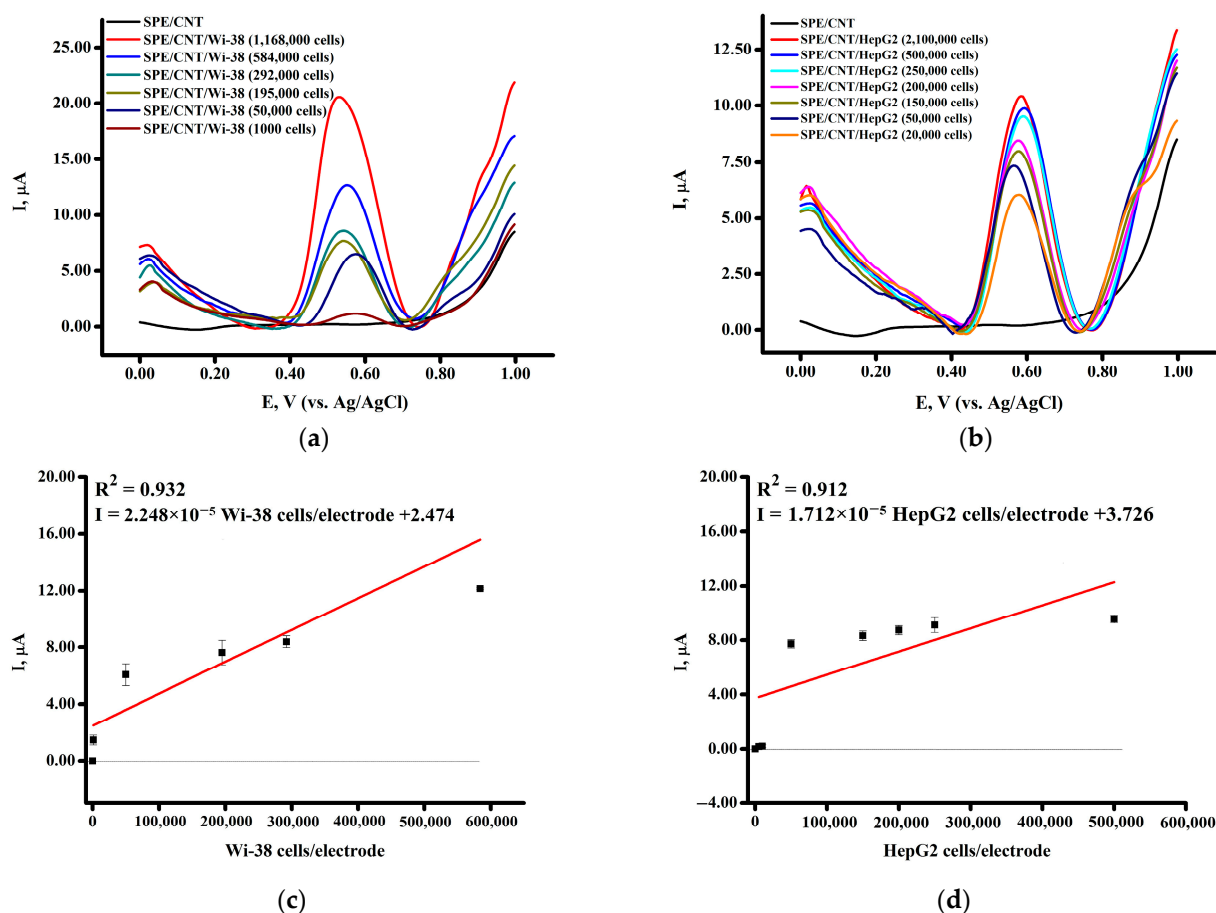 SPE/CNT
SPE/CNT/Wi-38 (1,168,000 cells)
SPE/CNT/Wi-38 (584,000 cells)
SPE/CNT/Wi-38 (292,000 cells)
SPE/CNT/Wi-38 (195,000 cells)
SPE/CNT/Wi-38 (50,000 cells)
SPE/CNT/Wi-38 (1000 cells)
25.00
20.00
15.00
10.00
5.00
0.00
I, µA
0.00 0.20 0.40 0.60 0.80 1.00
E, V (vs. Ag/AgCl)
(a)
SPE/CNT
SPE/CNT/HepG2 (2,100,000 cells)
SPE/CNT/HepG2 (500,000 cells)
SPE/CNT/HepG2 (250,000 cells)
SPE/CNT/HepG2 (200,000 cells)
SPE/CNT/HepG2 (150,000 cells)
SPE/CNT/HepG2 (50,000 cells)
SPE/CNT/HepG2 (20,000 cells)
12.50
10.00
7.50
5.00
2.50
0.00
I, µA
0.00 0.20 0.40 0.60 0.80 1.00
E, V (vs. Ag/AgCl)
(b)
R² = 0.932
I = 2.248×10⁻⁵ Wi-38 cells/electrode +2.474
20.00
16.00
12.00
8.00
4.00
0.00
I, µA
0 100,000 200,000 300,000 400,000 500,000 600,000
Wi-38 cells/electrode
(c)
R² = 0.912
I = 1.712×10⁻⁵ HepG2 cells/electrode +3.726
20.00
16.00
12.00
8.00
4.00
0.00
−4.00
I, µA
0 100,000 200,000 300,000 400,000 500,000 600,000
HepG2 cells/electrode
(d)